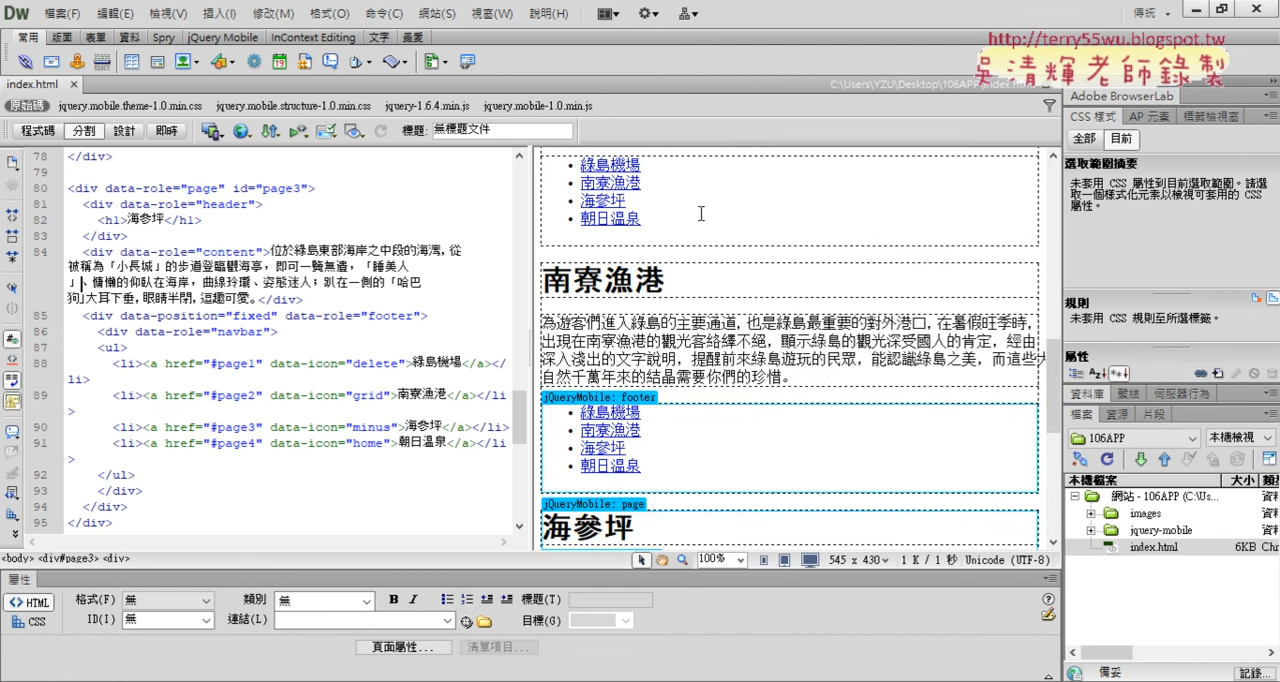 Dw 檔案(F) 編輯(E) 檢視(V) 插入(I) 修改(M) 格式(O) 命令(C) 網站(S) 視窗(W) 說明(H) 傳統
常用 版面 表單 資料 Spry jQuery Mobile InContext Editing 文字 最愛
http://terry55wu.blogspot.tw
吳清輝老師錄製
index.html C:\Users\YZU\Desktop\106APP\index.html
原始碼 jquery.mobile.theme-1.0.min.css jquery.mobile.structure-1.0.min.css jquery-1.6.4.min.js jquery-mobile-1.0.min.js
程式碼 分割 設計 即時 標題: 無標題文件
78 </div>
79
80 <div data-role="page" id="page3">
81 <div data-role="header">
82 <h1>海參坪</h1>
83 </div>
84 <div data-role="content">位於綠島東部海岸之中段的海灣, 從
被稱為「小長城」的步道登臨觀海亭, 即可一覽無遺, 「睡美人
」、慵懶的仰臥在海岸, 曲線玲瓏、姿態迷人; 趴在一側的「哈巴
狗」大耳下垂, 眼睛半閉, 逗趣可愛。</div>
85 <div data-position="fixed" data-role="footer">
86 <div data-role="navbar">
87 <ul>
88 <li><a href="#page1" data-icon="delete">綠島機場</a></
li>
89 <li><a href="#page2" data-icon="grid">南寮漁港</a></li
>
90 <li><a href="#page3" data-icon="minus">海參坪</a></li>
91 <li><a href="#page4" data-icon="home">朝日溫泉</a></li
>
92 </ul>
93 </div>
94 </div>
95 </div>
綠島機場
南寮漁港
海參坪
朝日溫泉
南寮漁港
為遊客們進入綠島的主要通道, 也是綠島最重要的對外港口, 在暑假旺季時,
出現在南寮漁港的觀光客絡繹不絕, 顯示綠島的觀光深受國人的肯定, 經由
深入淺出的文字說明, 提醒前來綠島遊玩的民眾, 能認識綠島之美, 而這些大
自然千萬年來的結晶需要你們的珍惜。
jQueryMobile: footer
綠島機場
南寮漁港
海參坪
朝日溫泉
jQueryMobile: page
海參坪
<body> <div#page3> <div> 100% 545 x 430 1 K / 1 秒 Unicode (UTF-8)
屬性
<> HTML 格式(F) 無 類別 無 B I 標題(T)
CSS ID(I) 無 連結(L) 目標(G)
頁面屬性... 清單項目...
Adobe BrowserLab
CSS 樣式 AP 元素 標籤檢視窗
全部 目前
選取範圍摘要
未套用 CSS 屬性到目前選取範圍。請選
取一個樣式化元素以檢視可套用的 CSS
屬性。
規則
未套用 CSS 規則至所選標籤。
屬性
資料庫 繫結 伺服器行為
檔案 資源 片段
106APP 本機檢視
本機檔案 大小 類型
網站 - 106APP (C:\Us... 資料
images 資料
jquery-mobile 資料
index.html 6KB Chr
備妥 記錄...